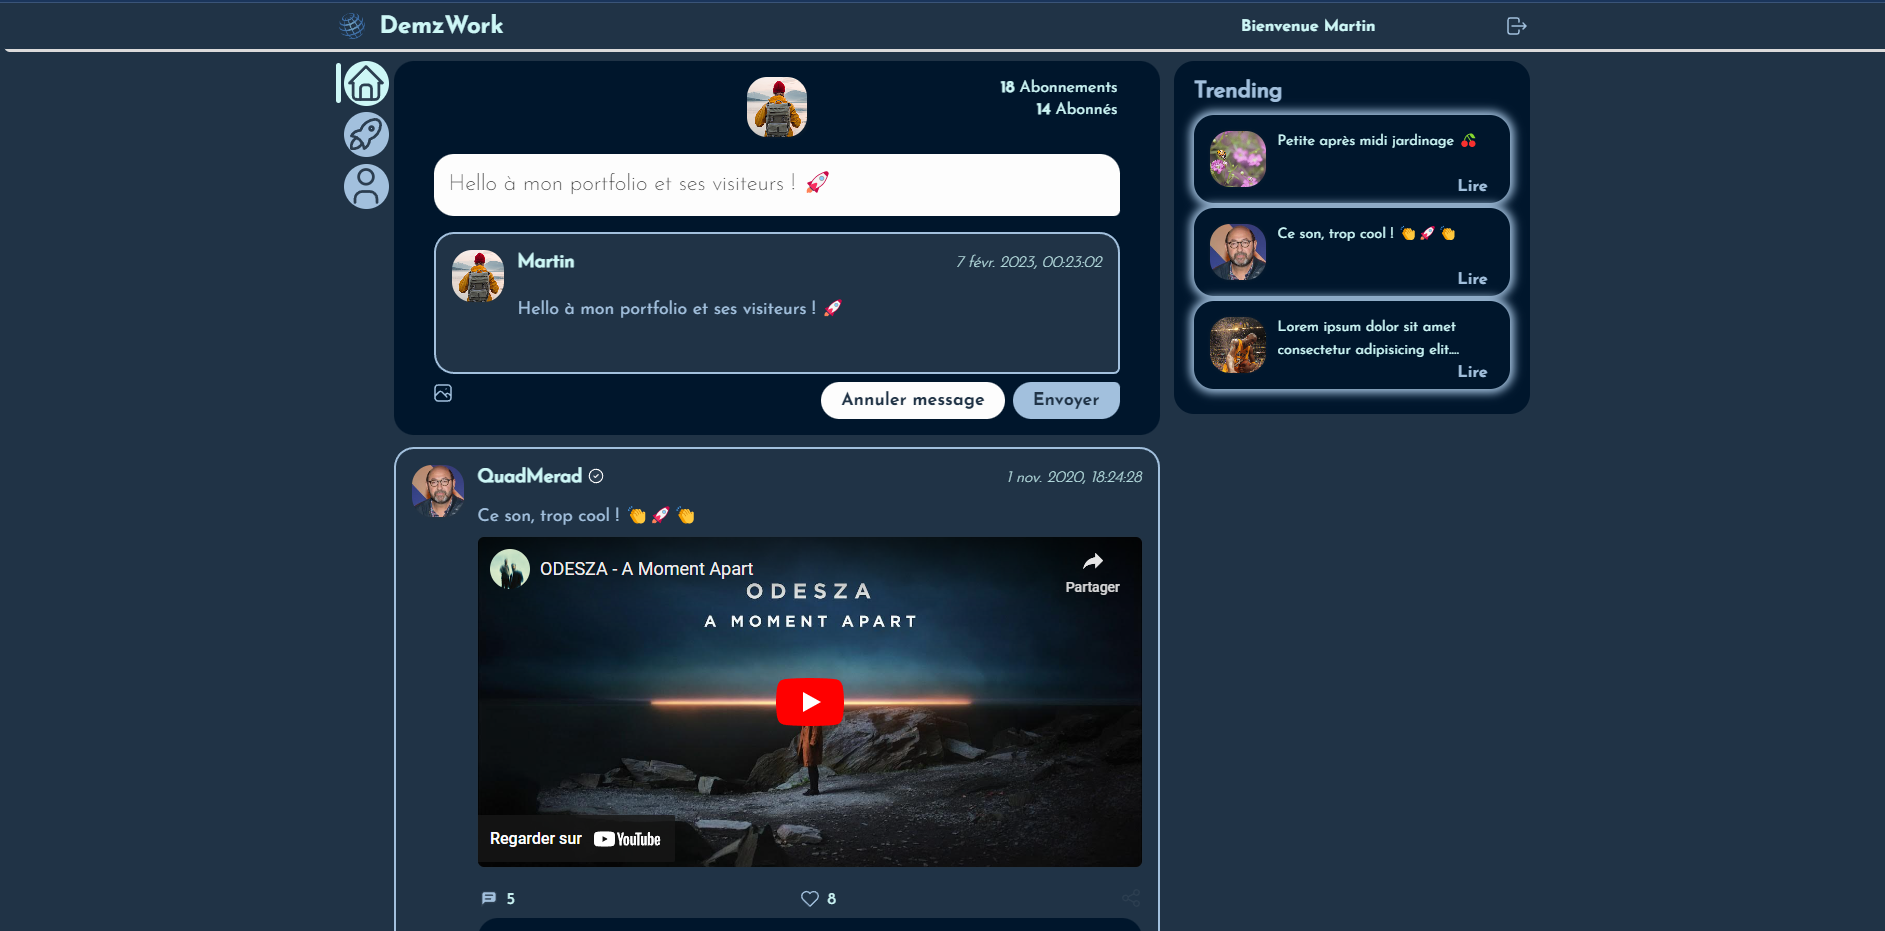 DemzWork
Bienvenue Martin
18 Abonnements
14 Abonnés
Hello à mon portfolio et ses visiteurs ! 🚀
Martin
7 févr. 2023, 00:23:02
Hello à mon portfolio et ses visiteurs ! 🚀
Annuler message
Envoyer
QuadMerad
1 nov. 2020, 18:24:28
Ce son, trop cool ! 👏🚀👏
ODESZA - A Moment Apart
Partager
ODESZA
A MOMENT APART
Regarder sur YouTube
5
8
Trending
Petite après midi jardinage 🍒
Lire
Ce son, trop cool ! 👏🚀👏
Lire
Lorem ipsum dolor sit amet
consectetur adipisicing elit....
Lire